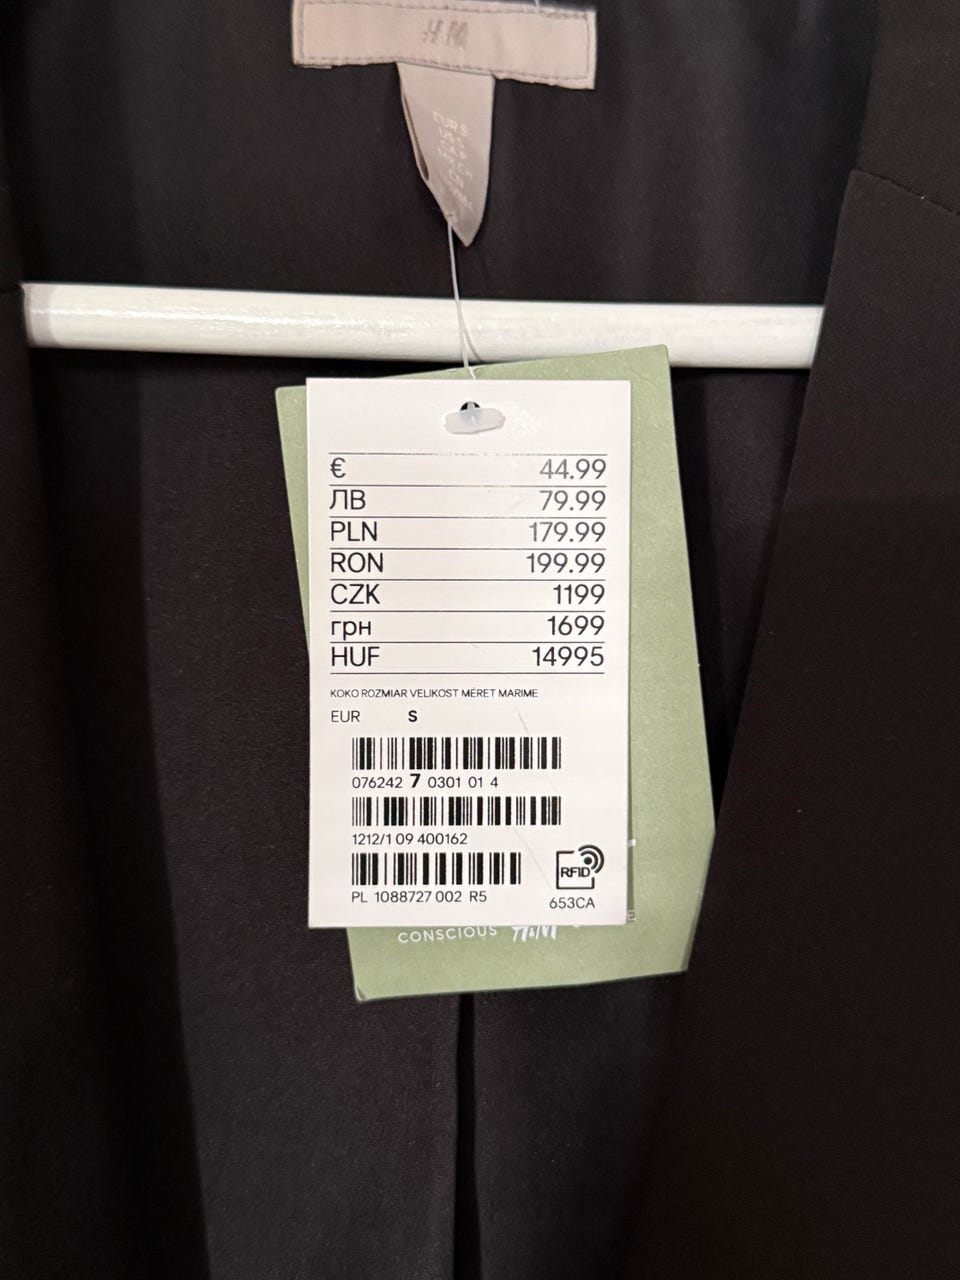 H&M
EUR S
€ 44.99
ЛВ 79.99
PLN 179.99
RON 199.99
CZK 1199
грн 1699
HUF 14995
KOKO ROZMIAR VELIKOST MÉRET MARIME
EUR S
076242 7 0301 01 4
1212/1 09 400162
PL 1088727 002 R5
RFID
653CA
CONSCIOUS H&M